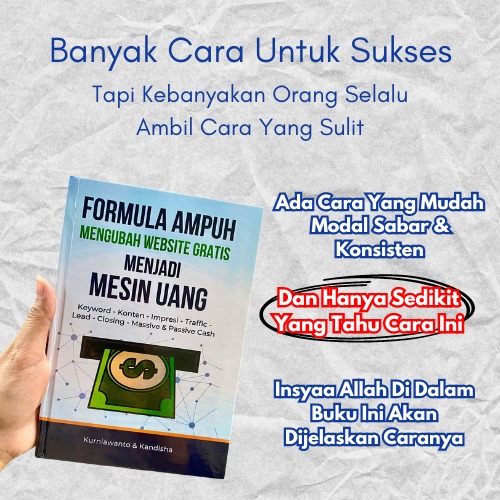 Banyak Cara Untuk Sukses
Tapi Kebanyakan Orang Selalu
Ambil Cara Yang Sulit
FORMULA AMPUH
MENGUBAH WEBSITE GRATIS
MENJADI
MESIN UANG
Keyword - Konten - Impresi - Traffic -
Lead - Closing - Massive & Passive Cash
$
Kurniawanto & Kandisha
Ada Cara Yang Mudah
Modal Sabar &
Konsisten
Dan Hanya Sedikit
Yang Tahu Cara Ini
Insyaa Allah Di Dalam
Buku Ini Akan
Dijelaskan Caranya